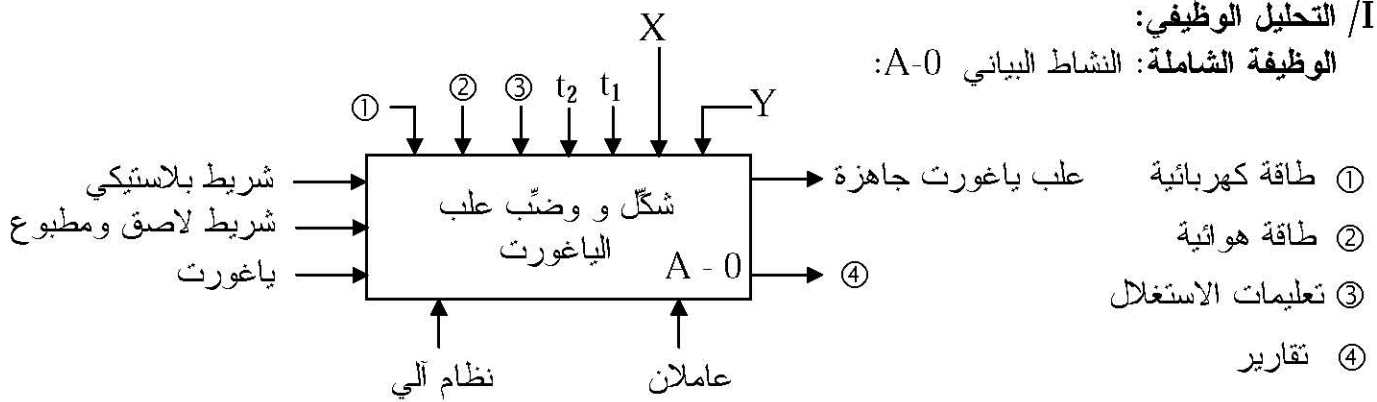 I/ التحليل الوظيفي:
الوظيفة الشاملة: النشاط البياني A-0:
X
① ② ③ t₂ t₁ Y
شريط بلاستيكي
شريط لاصق ومطبوع
ياغورت
شكّل و وضّب علب
الياغورت
A - 0
علب ياغورت جاهزة
④
نظام آلي
عاملان
① طاقة كهربائية
② طاقة هوائية
③ تعليمات الاستغلال
④ تقارير